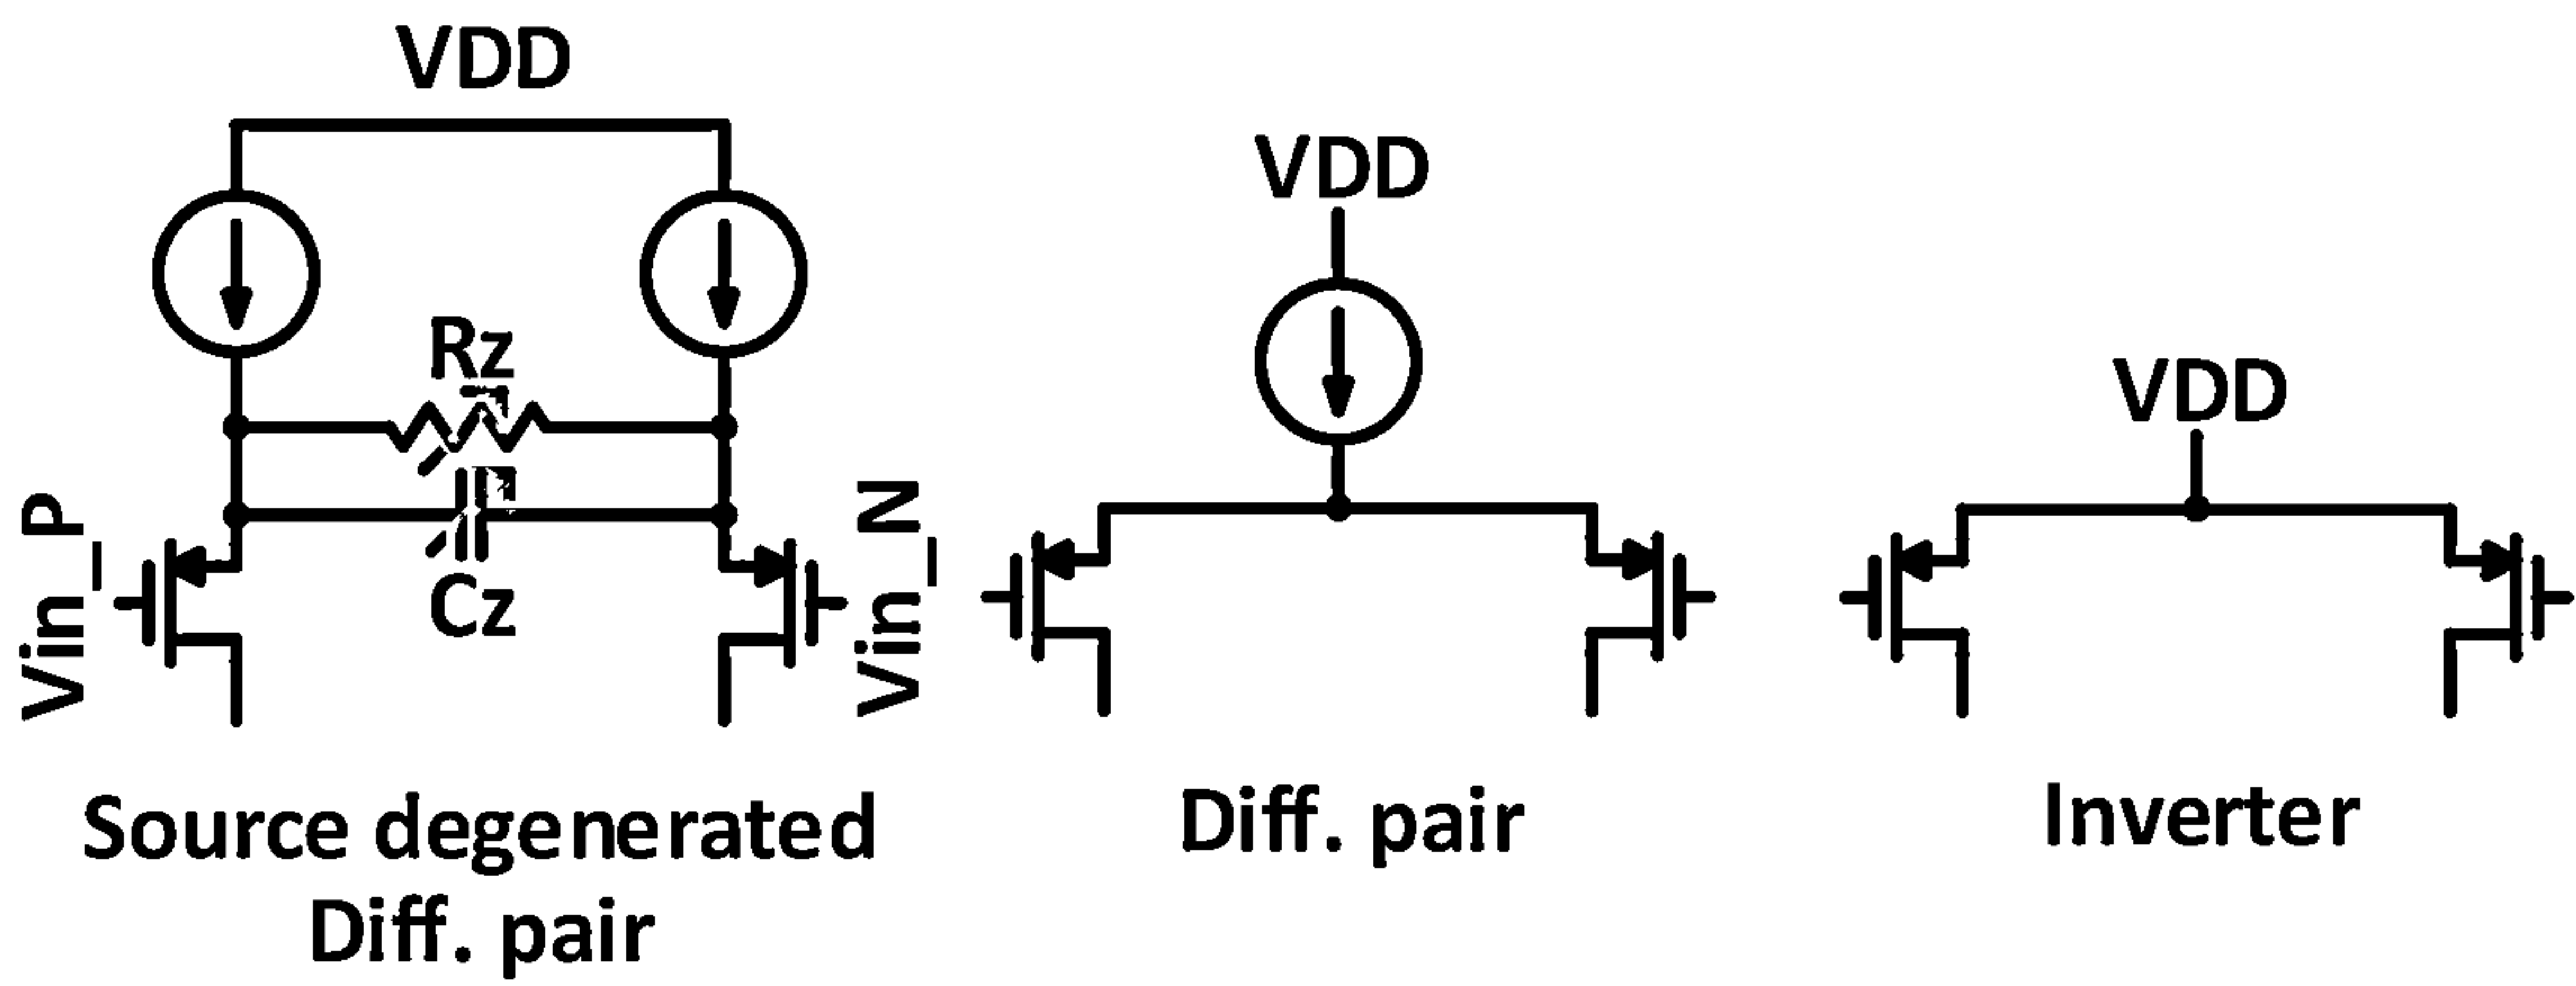 VDD
Rz
Cz
Vin_P
Vin_N
Source degenerated
Diff. pair
VDD
Diff. pair
VDD
Inverter